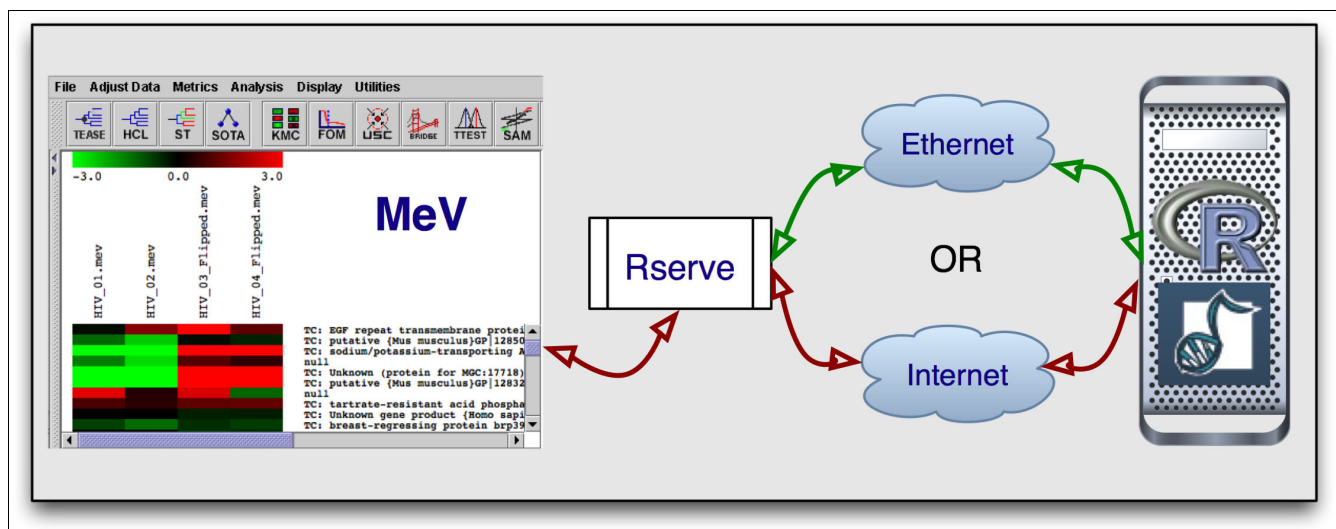 File Adjust Data Metrics Analysis Display Utilities
TEASE HCL ST SOTA KMC FOM USC BRIDGE TTEST SAM
-3.0 0.0 3.0
HIV_01.mev
HIV_02.mev
HIV_03_Flipped.mev
HIV_04_Flipped.mev
MeV
TC: EGF repeat transmembrane protei
TC: putative {Mus musculus}GP|12850
TC: sodium/potassium-transporting A
null
TC: Unknown (protein for MGC:17718)
TC: putative {Mus musculus}GP|12832
null
TC: tartrate-resistant acid phospha
TC: Unknown gene product {Homo sapi
TC: breast-regressing protein brp39
Rserve
Ethernet
OR
Internet
R